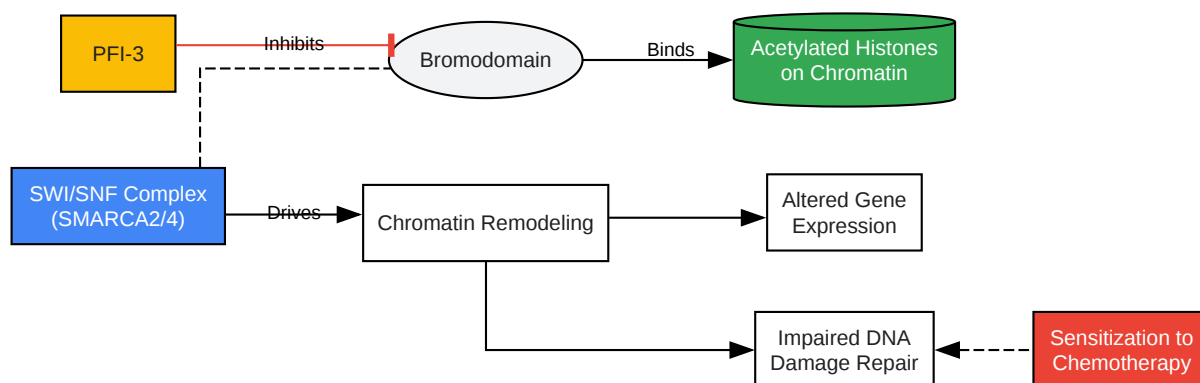 PFI-3
Inhibits
Bromodomain
Binds
Acetylated Histones
on Chromatin
SWI/SNF Complex
(SMARCA2/4)
Drives
Chromatin Remodeling
Altered Gene
Expression
Impaired DNA
Damage Repair
Sensitization to
Chemotherapy